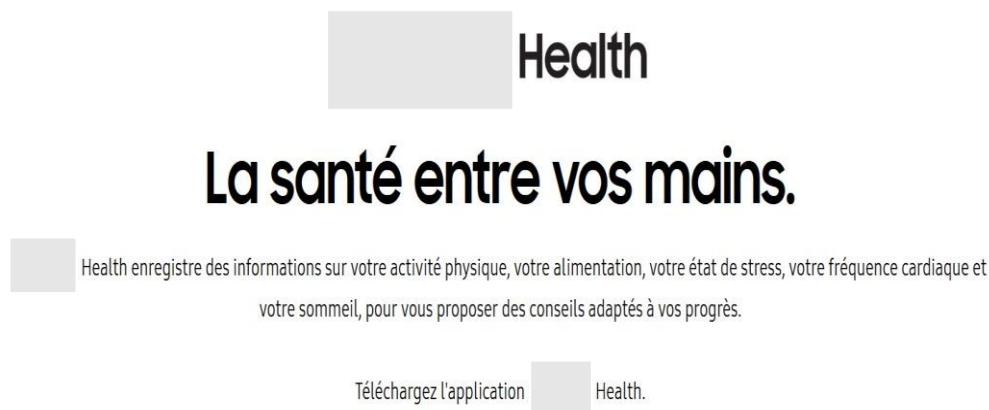 Health
La santé entre vos mains.
Health enregistre des informations sur votre activité physique, votre alimentation, votre état de stress, votre fréquence cardiaque et
votre sommeil, pour vous proposer des conseils adaptés à vos progrès.
Téléchargez l'application Health.